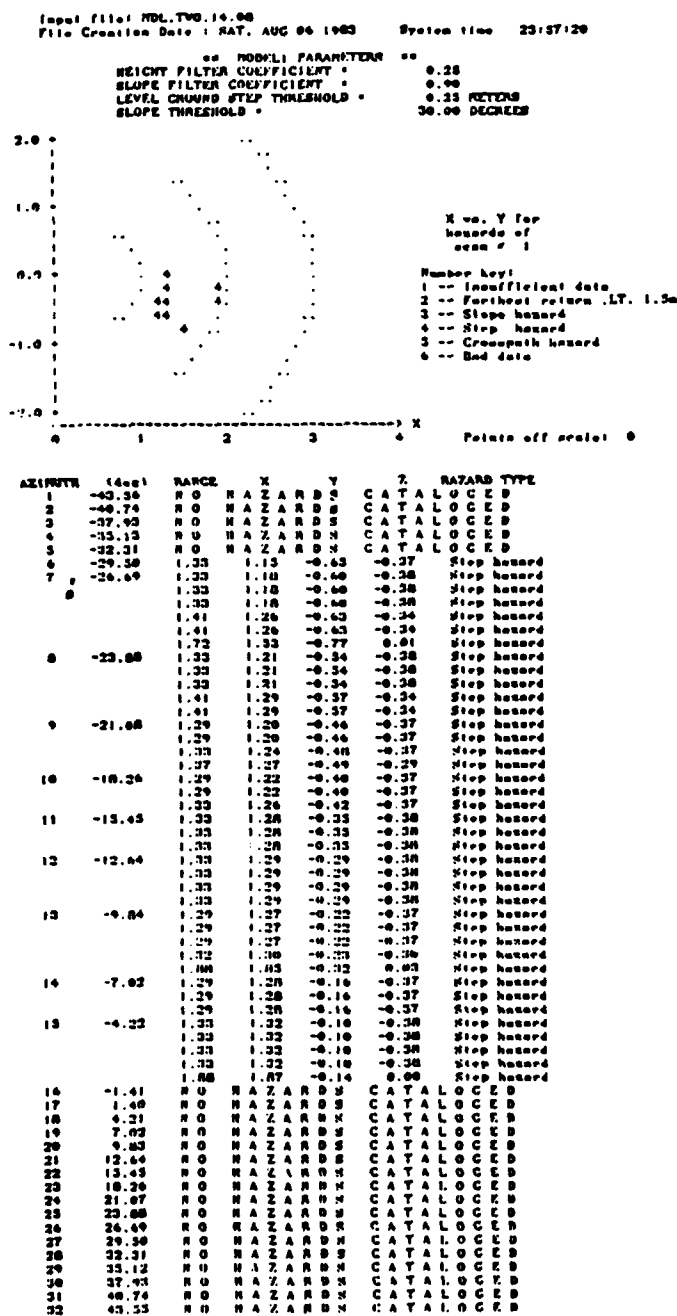 Input file: MDL.TWO.14.08
File Creation Date : SAT, AUG 06 1983 System time 23:57:20
** MODEL1 PARAMETERS **
HEIGHT FILTER COEFFICIENT = 0.25
SLOPE FILTER COEFFICIENT = 0.90
LEVEL GROUND STEP THRESHOLD = 0.25 METERS
SLOPE THRESHOLD = 30.00 DEGREES
2.0
1.0
0.0
-1.0
-2.0
0 1 2 3 4 X
X vs. Y for
hazards of
scan # 1
Number key:
1 -- Insufficient data
2 -- Farthest return .LT. 1.5m
3 -- Slope hazard
4 -- Step hazard
5 -- Crosspath hazard
6 -- Bad data
Points off scale: 0
4
4 4
44 4
44
4
AZIMUTH (deg) RANGE X Y Z HAZARD TYPE
1 -43.56 N O H A Z A R D S C A T A L O G E D
2 -40.74 N O H A Z A R D S C A T A L O G E D
3 -37.93 N O H A Z A R D S C A T A L O G E D
4 -35.12 N O H A Z A R D S C A T A L O G E D
5 -32.31 N O H A Z A R D S C A T A L O G E D
6 -29.50 1.33 1.15 -0.65 -0.37 Step hazard
7 -26.69 1.33 1.18 -0.60 -0.38 Step hazard
1.33 1.18 -0.60 -0.38 Step hazard
1.33 1.18 -0.60 -0.38 Step hazard
1.41 1.26 -0.63 -0.34 Step hazard
1.41 1.26 -0.63 -0.34 Step hazard
1.72 1.53 -0.77 0.01 Step hazard
8 -23.88 1.33 1.21 -0.54 -0.38 Step hazard
1.33 1.21 -0.54 -0.38 Step hazard
1.33 1.21 -0.54 -0.38 Step hazard
1.41 1.29 -0.57 -0.34 Step hazard
1.41 1.29 -0.57 -0.34 Step hazard
9 -21.08 1.29 1.20 -0.46 -0.37 Step hazard
1.29 1.20 -0.46 -0.37 Step hazard
1.33 1.24 -0.48 -0.37 Step hazard
1.37 1.27 -0.49 -0.29 Step hazard
10 -18.26 1.29 1.22 -0.40 -0.37 Step hazard
1.29 1.22 -0.40 -0.37 Step hazard
1.33 1.26 -0.42 -0.37 Step hazard
11 -15.45 1.33 1.28 -0.35 -0.38 Step hazard
1.33 1.28 -0.35 -0.38 Step hazard
1.33 1.28 -0.35 -0.38 Step hazard
12 -12.64 1.33 1.29 -0.29 -0.38 Step hazard
1.33 1.29 -0.29 -0.38 Step hazard
1.33 1.29 -0.29 -0.38 Step hazard
1.33 1.29 -0.29 -0.38 Step hazard
13 -9.84 1.29 1.27 -0.22 -0.37 Step hazard
1.29 1.27 -0.22 -0.37 Step hazard
1.29 1.27 -0.22 -0.37 Step hazard
1.32 1.30 -0.23 -0.36 Step hazard
1.88 1.85 -0.32 0.03 Step hazard
14 -7.02 1.29 1.28 -0.16 -0.37 Step hazard
1.29 1.28 -0.16 -0.37 Step hazard
1.29 1.28 -0.16 -0.37 Step hazard
15 -4.22 1.33 1.32 -0.10 -0.38 Step hazard
1.33 1.32 -0.10 -0.38 Step hazard
1.33 1.32 -0.10 -0.38 Step hazard
1.33 1.32 -0.10 -0.38 Step hazard
1.88 1.87 -0.14 0.00 Step hazard
16 -1.41 N O H A Z A R D S C A T A L O G E D
17 1.40 N O H A Z A R D S C A T A L O G E D
18 4.21 N O H A Z A R D S C A T A L O G E D
19 7.02 N O H A Z A R D S C A T A L O G E D
20 9.83 N O H A Z A R D S C A T A L O G E D
21 12.64 N O H A Z A R D S C A T A L O G E D
22 15.45 N O H A Z A R D S C A T A L O G E D
23 18.26 N O H A Z A R D S C A T A L O G E D
24 21.07 N O H A Z A R D S C A T A L O G E D
25 23.88 N O H A Z A R D S C A T A L O G E D
26 26.69 N O H A Z A R D S C A T A L O G E D
27 29.50 N O H A Z A R D S C A T A L O G E D
28 32.31 N O H A Z A R D S C A T A L O G E D
29 35.12 N O H A Z A R D S C A T A L O G E D
30 37.93 N O H A Z A R D S C A T A L O G E D
31 40.74 N O H A Z A R D S C A T A L O G E D
32 43.55 N O H A Z A R D S C A T A L O G E D